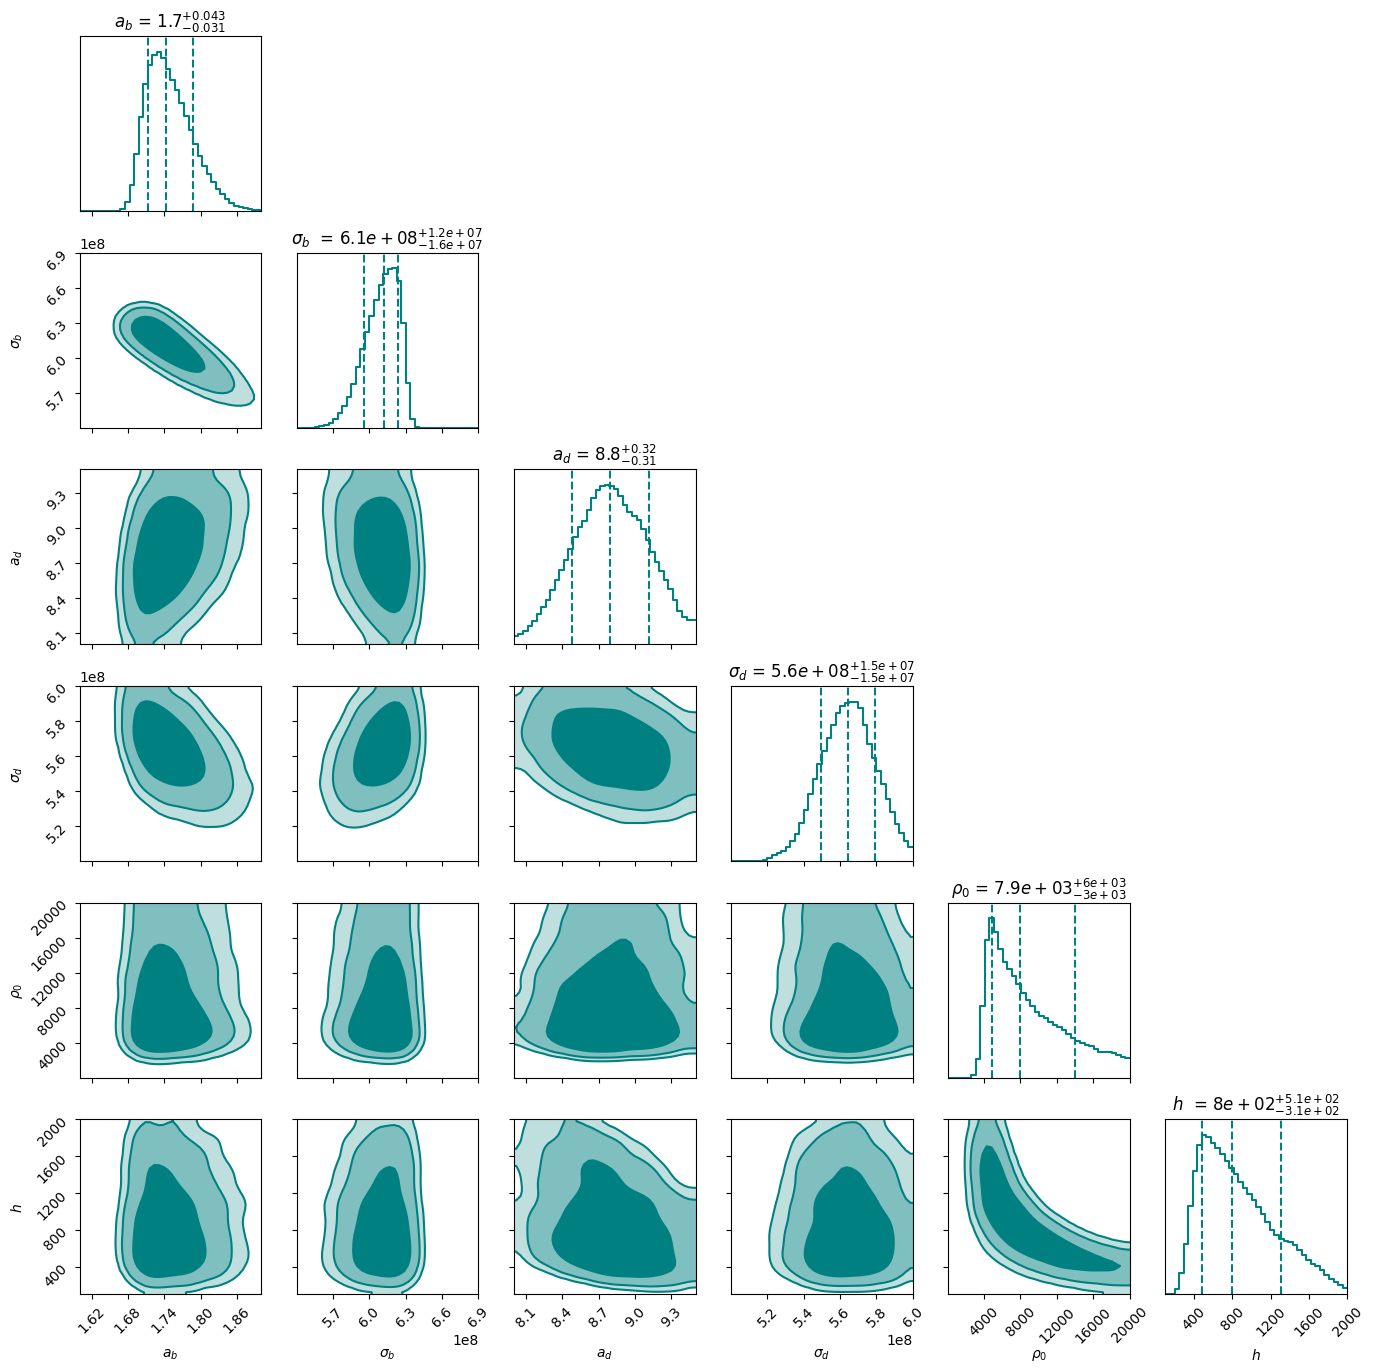 a_b = 1.7^{+0.043}_{-0.031}
1e8
σ_b = 6.1e+08^{+1.2e+07}_{-1.6e+07}
6.9
6.6
6.3
6.0
5.7
σ_b
a_d = 8.8^{+0.32}_{-0.31}
9.3
9.0
8.7
8.4
8.1
a_d
1e8
σ_d = 5.6e+08^{+1.5e+07}_{-1.5e+07}
6.0
5.8
5.6
5.4
5.2
σ_d
ρ_0 = 7.9e+03^{+6e+03}_{-3e+03}
20000
16000
12000
8000
4000
ρ_0
h = 8e+02^{+5.1e+02}_{-3.1e+02}
2000
1600
1200
800
400
h
1.62 1.68 1.74 1.80 1.86
5.7 6.0 6.3 6.6 6.9
8.1 8.4 8.7 9.0 9.3
5.2 5.4 5.6 5.8 6.0
4000 8000 12000 16000 20000
400 800 1200 1600 2000
1e8 1e8
a_b σ_b a_d σ_d ρ_0 h